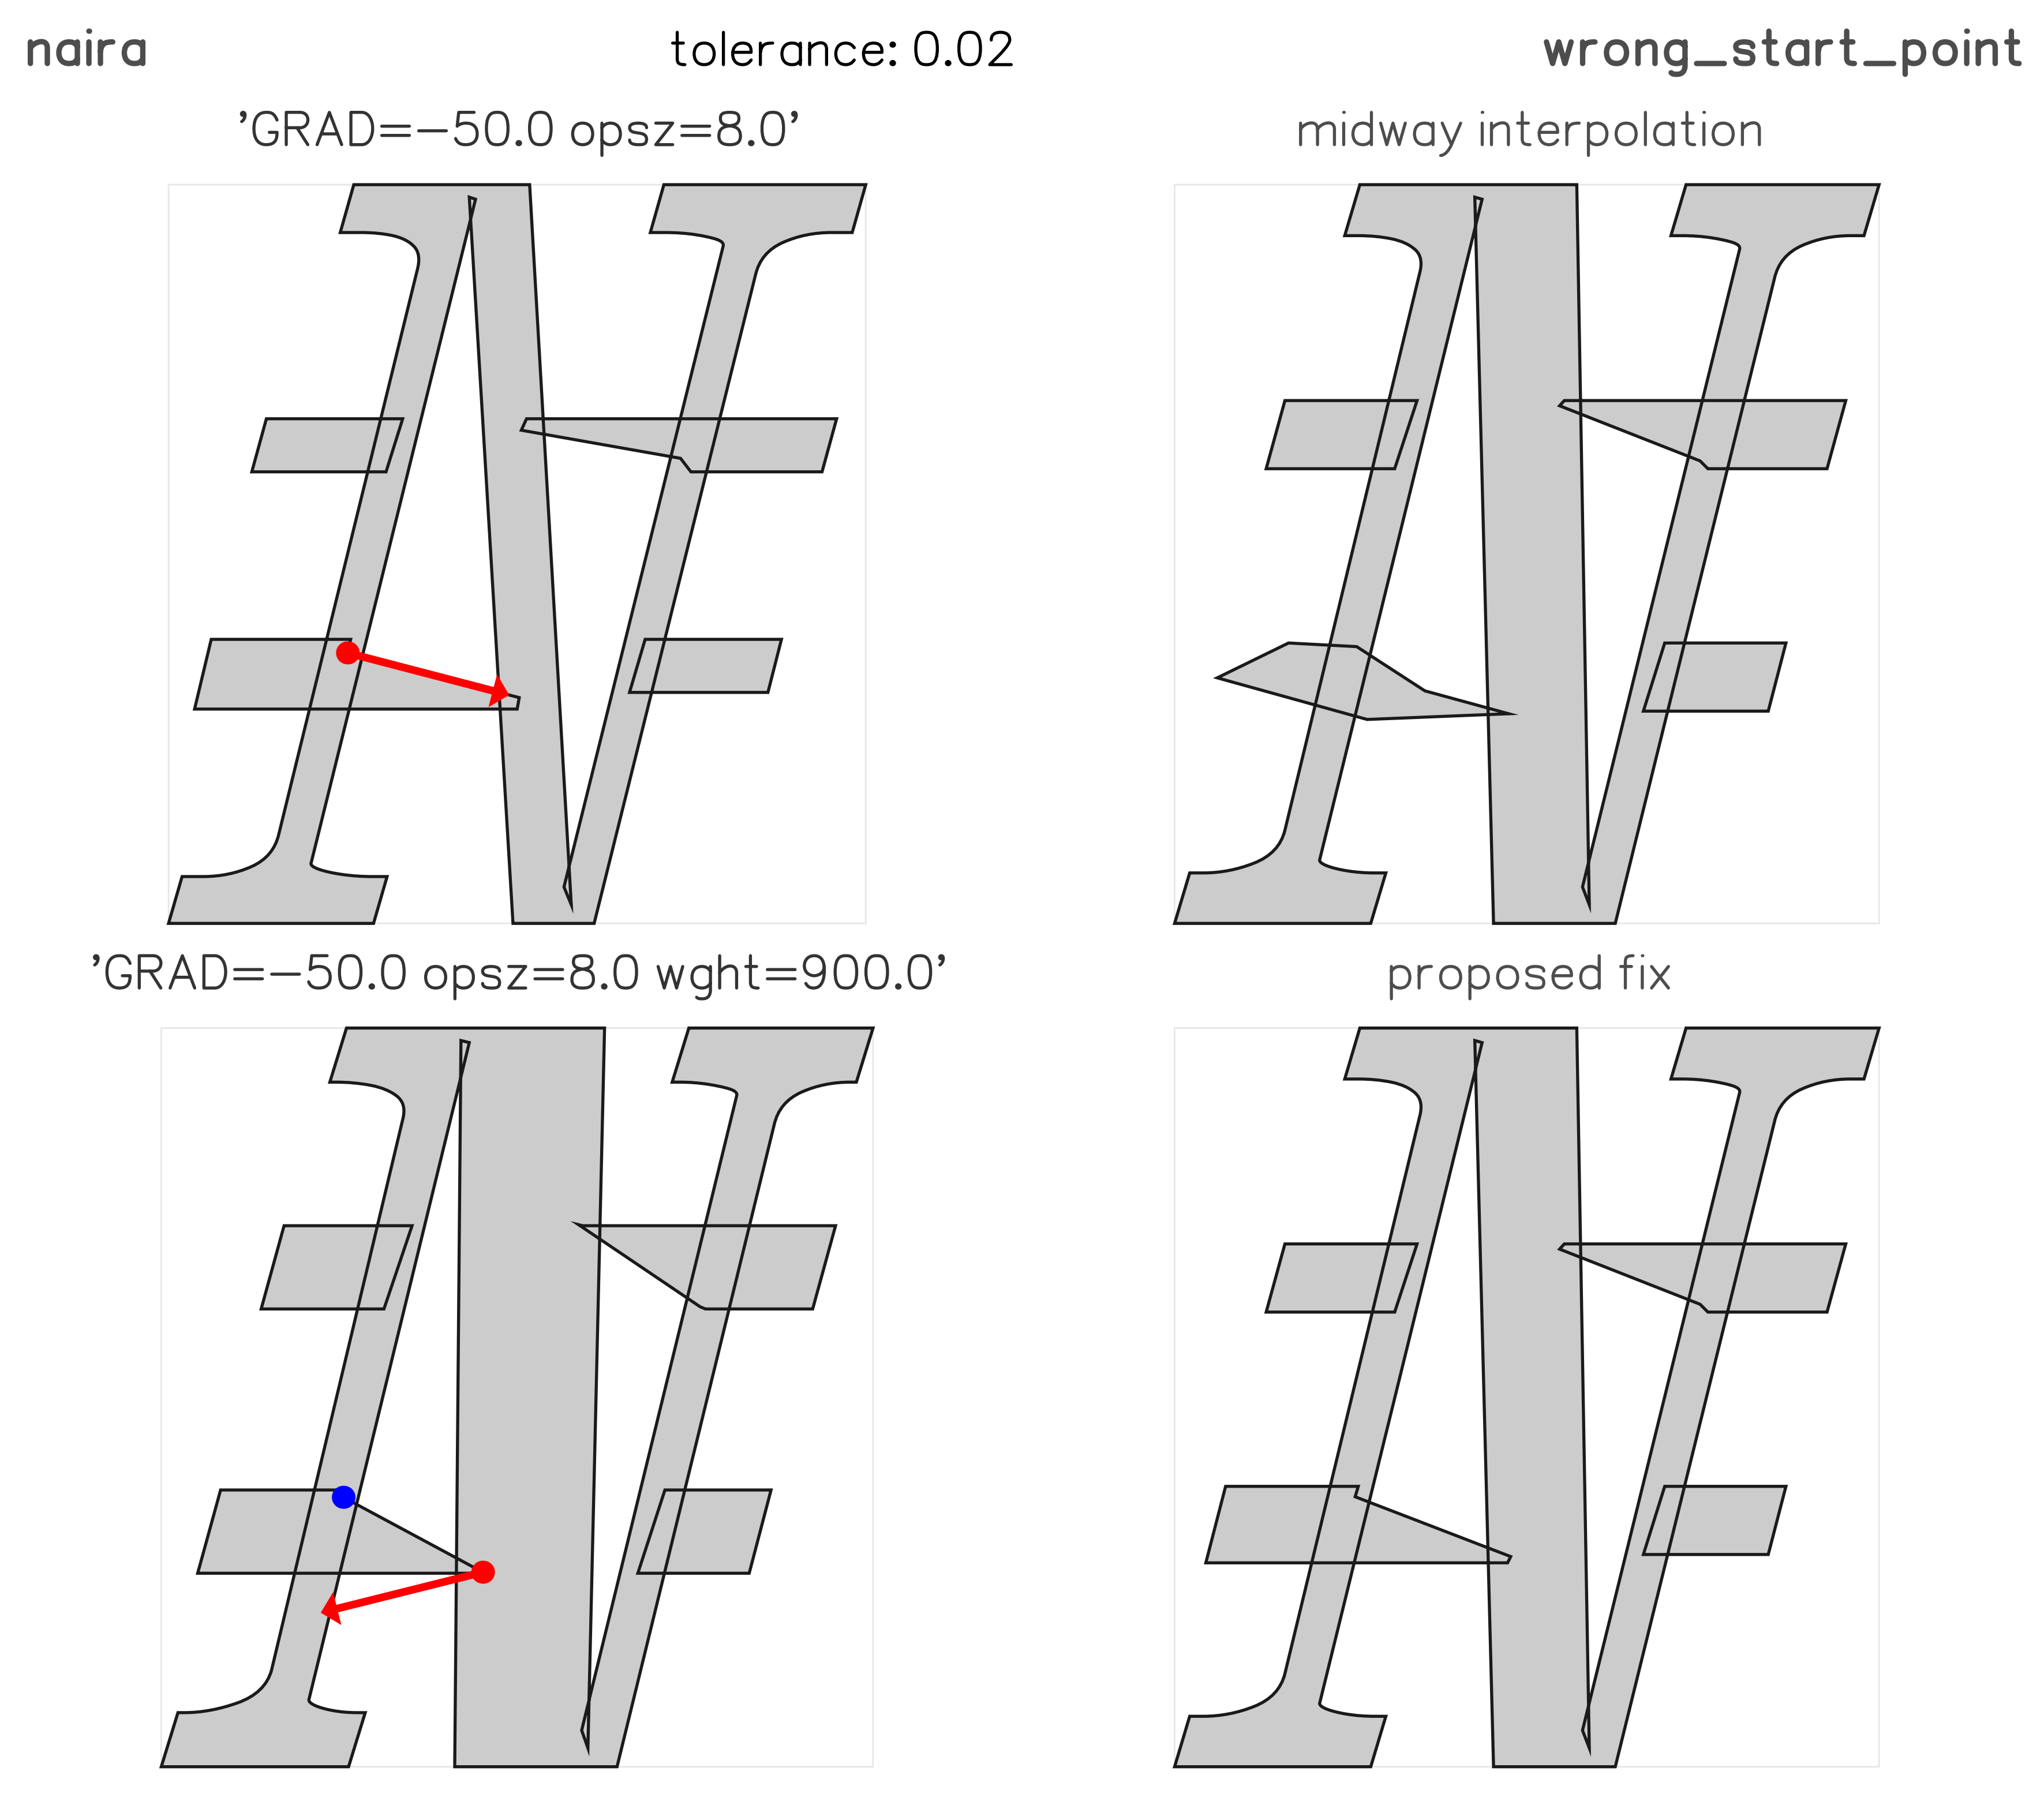 naira
tolerance: 0.02
wrong_start_point
'GRAD=−50.0 opsz=8.0'
midway interpolation
'GRAD=−50.0 opsz=8.0 wght=900.0'
proposed fix